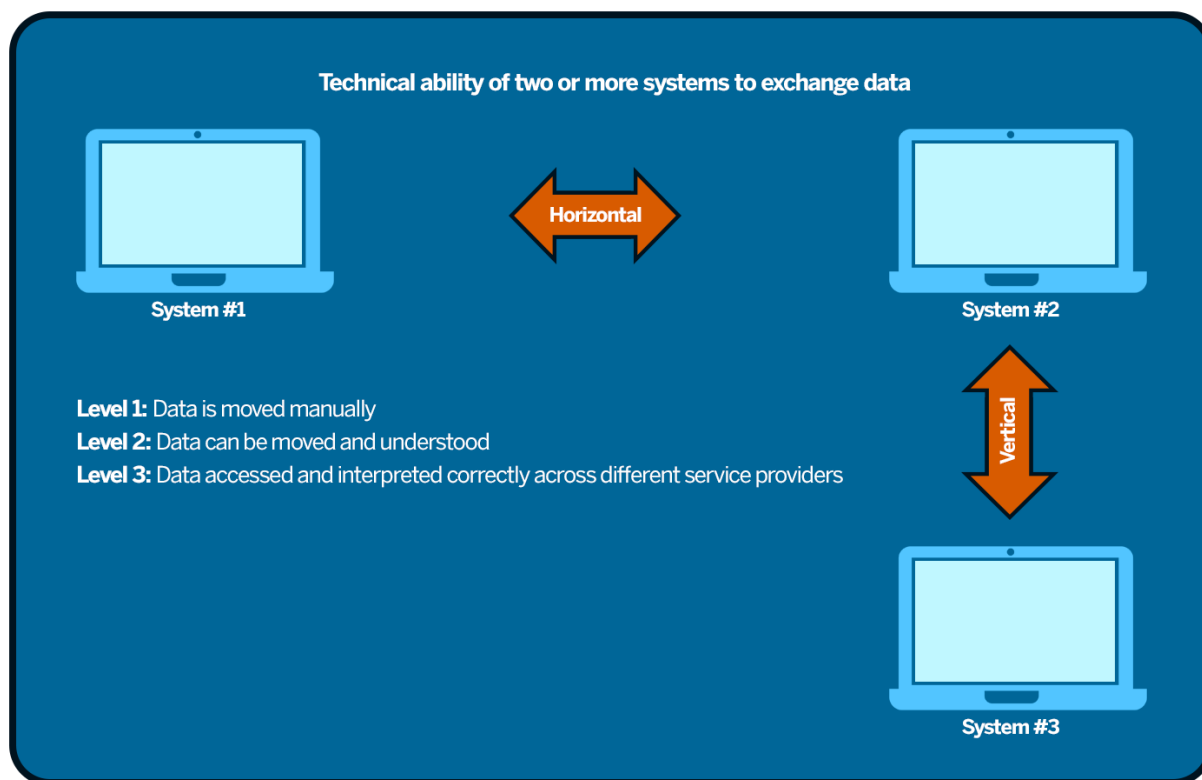 Technical ability of two or more systems to exchange data
Horizontal
System #1
System #2
Level 1: Data is moved manually
Level 2: Data can be moved and understood
Level 3: Data accessed and interpreted correctly across different service providers
Vertical
System #3